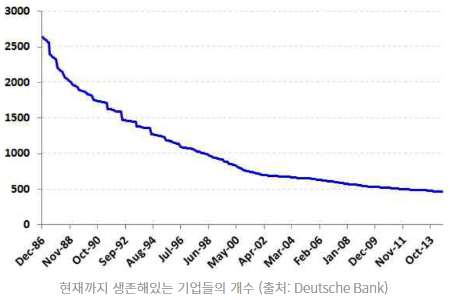 3000
2500
2000
1500
1000
500
0
Dec-86
Nov-88
Oct-90
Sep-92
Aug-94
Jul-96
Jun-98
May-00
Apr-02
Mar-04
Feb-06
Jan-08
Dec-09
Nov-11
Oct-13
현재까지 생존해있는 기업들의 개수 (출처: Deutsche Bank)